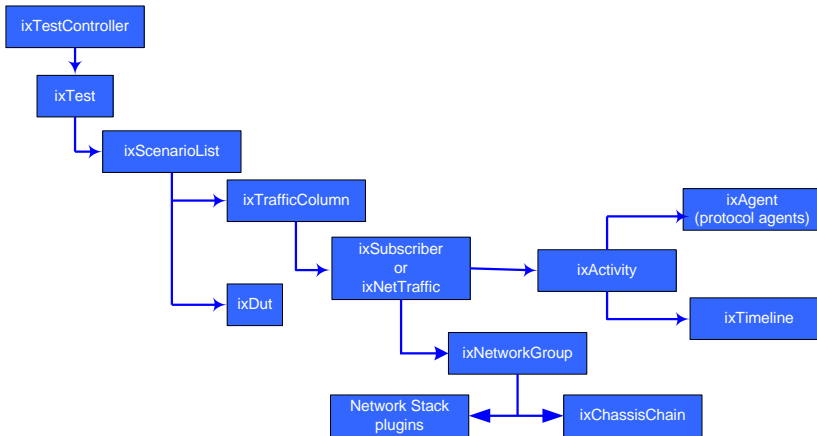 ixTestController
ixTest
ixScenarioList
ixTrafficColumn
ixDut
ixSubscriber
or
ixNetTraffic
ixActivity
ixAgent
(protocol agents)
ixTimeline
ixNetworkGroup
Network Stack
plugins
ixChassisChain